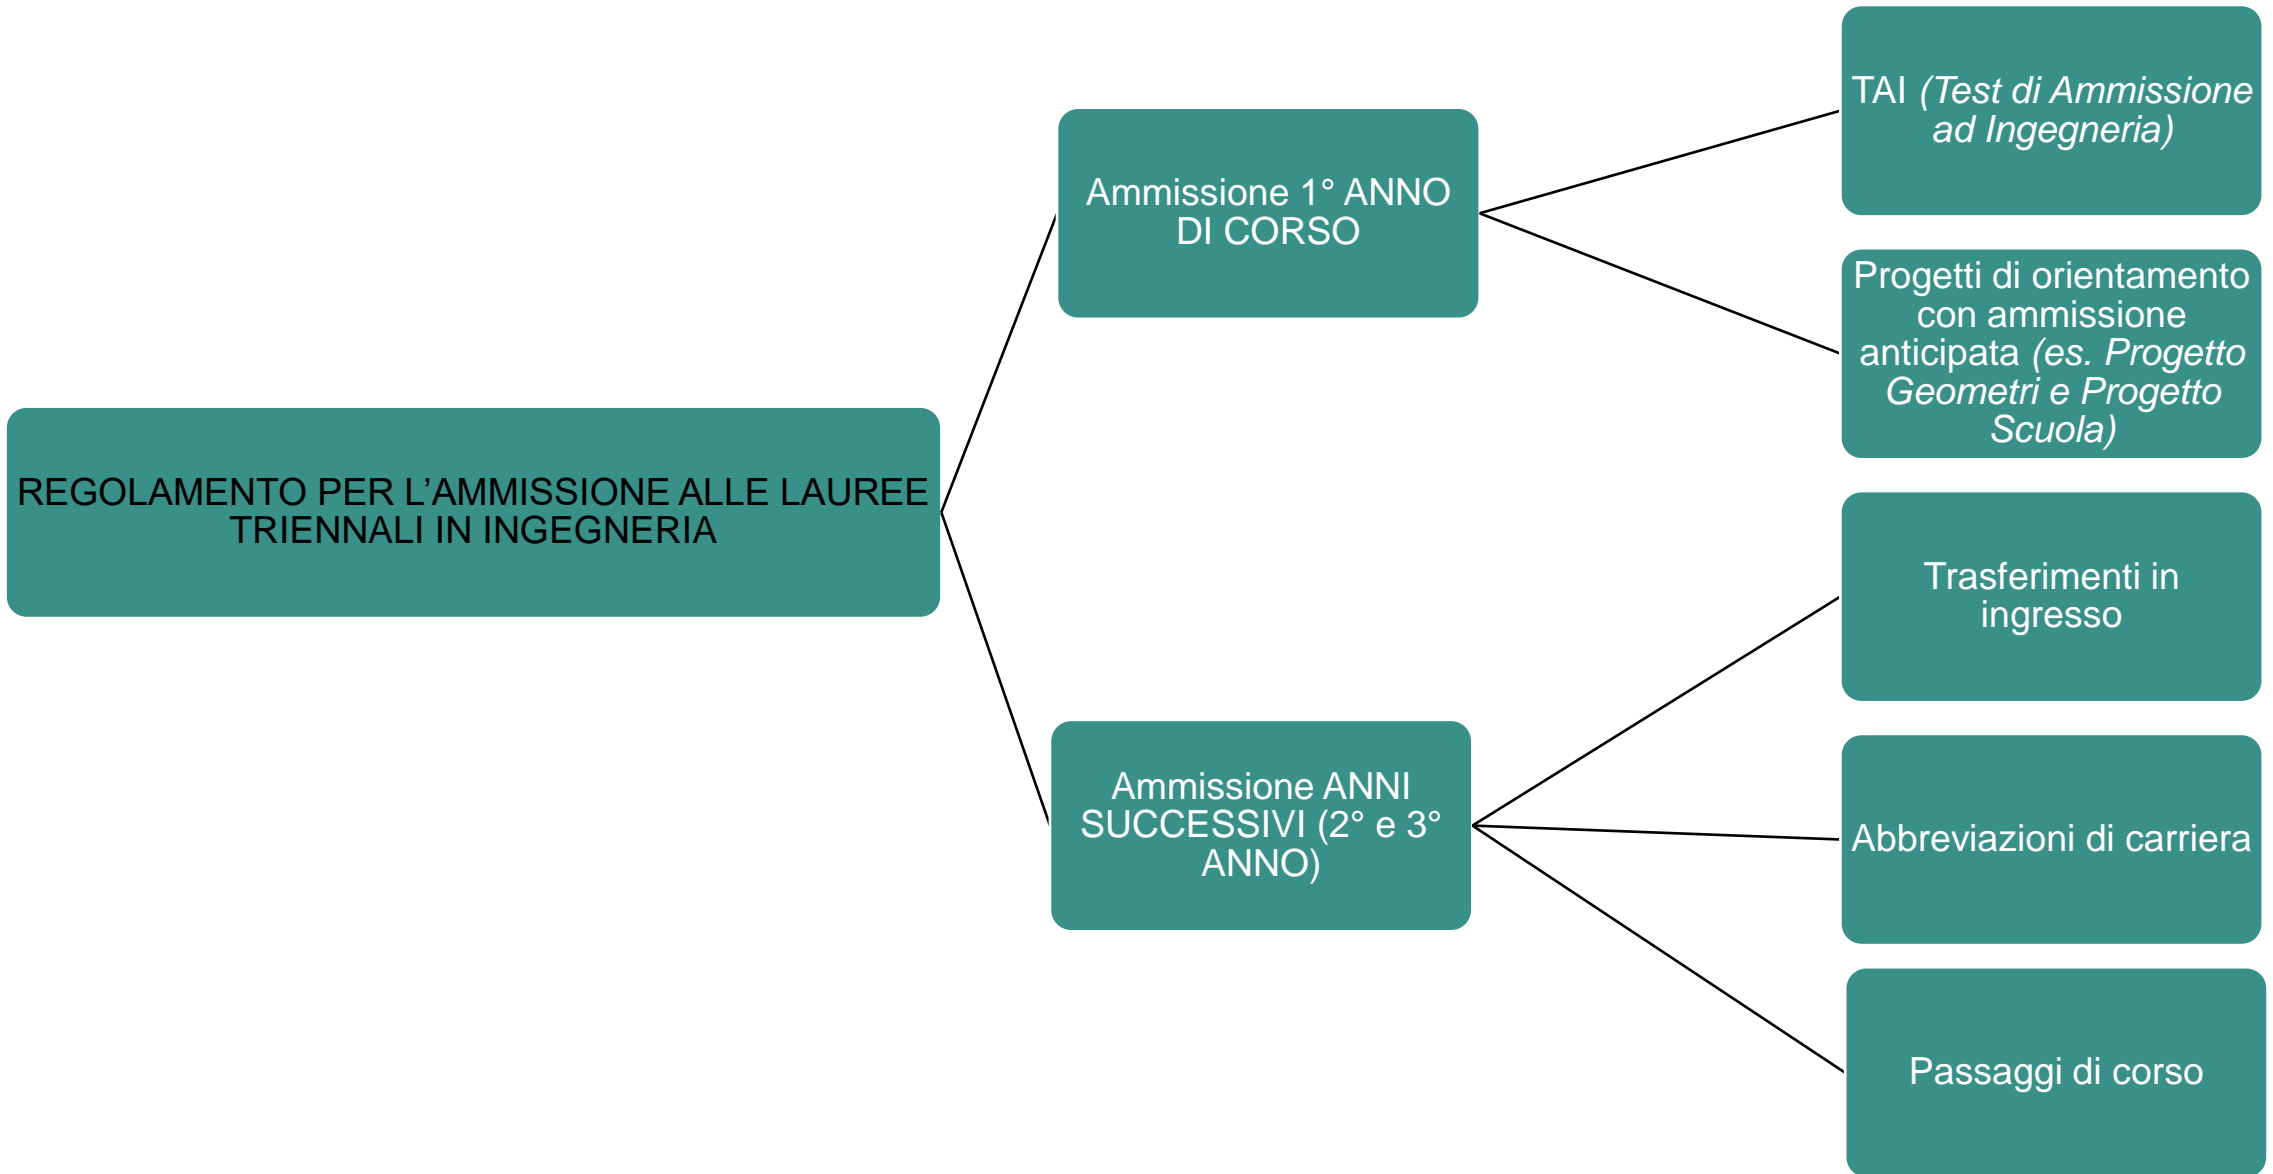 REGOLAMENTO PER L’AMMISSIONE ALLE LAUREE
TRIENNALI IN INGEGNERIA
Ammissione 1° ANNO
DI CORSO
TAI (Test di Ammissione
ad Ingegneria)
Progetti di orientamento
con ammissione
anticipata (es. Progetto
Geometri e Progetto
Scuola)
Ammissione ANNI
SUCCESSIVI (2° e 3°
ANNO)
Trasferimenti in
ingresso
Abbreviazioni di carriera
Passaggi di corso